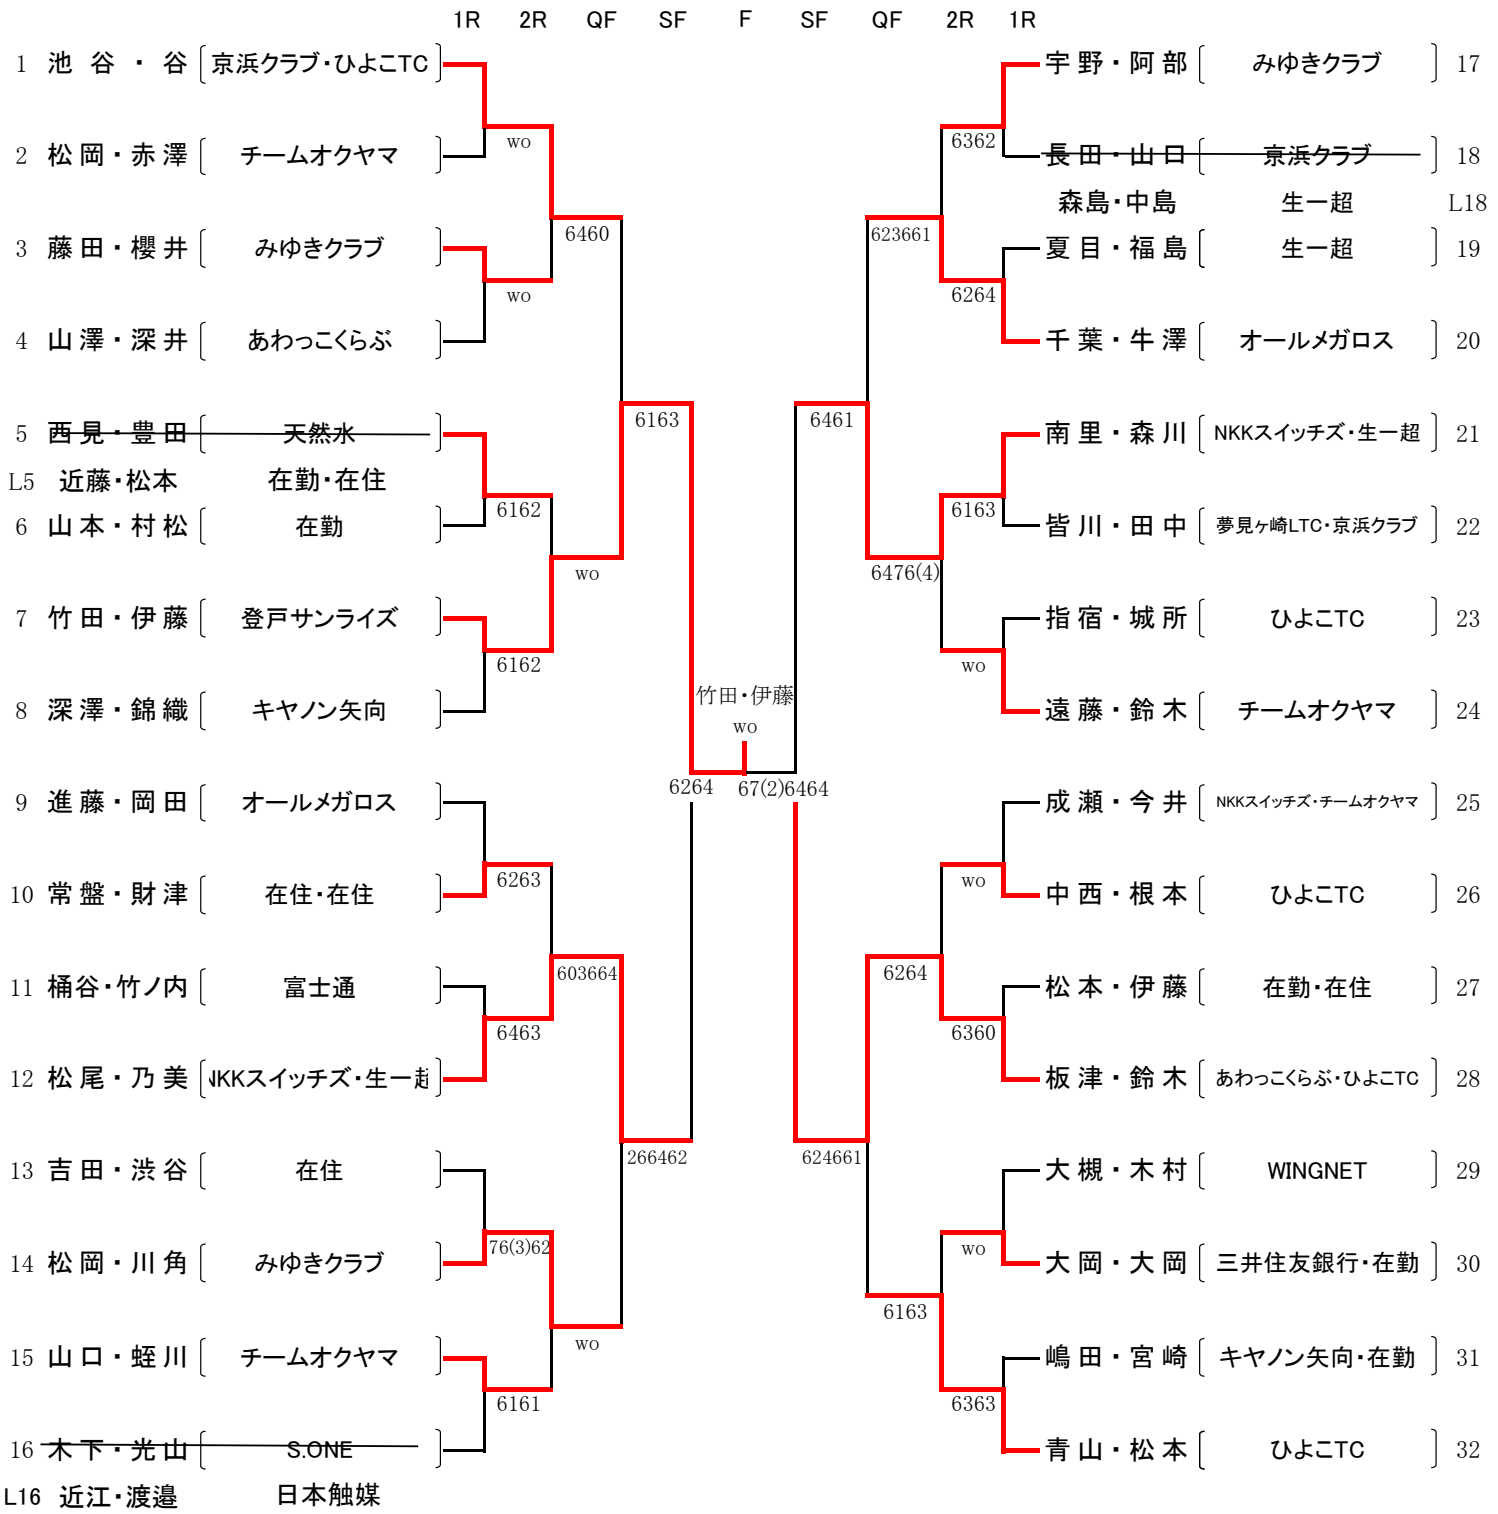 1R 2R QF SF F SF QF 2R 1R
1 池谷・谷 京浜クラブ・ひよこTC
2 松岡・赤澤 チームオクヤマ
3 藤田・櫻井 みゆきクラブ
4 山澤・深井 あわっこくらぶ
5 西見・豊田 天然水
L5 近藤・松本 在勤・在住
6 山本・村松 在勤
7 竹田・伊藤 登戸サンライズ
8 深澤・錦織 キヤノン矢向
9 進藤・岡田 オールメガロス
10 常盤・財津 在住・在住
11 桶谷・竹ノ内 富士通
12 松尾・乃美 NKKスイッチズ・生一超
13 吉田・渋谷 在住
14 松岡・川角 みゆきクラブ
15 山口・蛭川 チームオクヤマ
16 木下・光山 S.ONE
L16 近江・渡邉 日本触媒
wo
wo
6162
6162
6263
6463
76(3)62
6161
6460
wo
603664
wo
6163
266462
6264
竹田・伊藤
wo
67(2)6464
6461
624661
623661
6476(4)
6264
6163
6362
6264
6163
wo
wo
6360
wo
6363
宇野・阿部 みゆきクラブ 17
長田・山口 京浜クラブ 18
森島・中島 生一超 L18
夏目・福島 生一超 19
千葉・牛澤 オールメガロス 20
南里・森川 NKKスイッチズ・生一超 21
皆川・田中 夢見ヶ崎LTC・京浜クラブ 22
指宿・城所 ひよこTC 23
遠藤・鈴木 チームオクヤマ 24
成瀬・今井 NKKスイッチズ・チームオクヤマ 25
中西・根本 ひよこTC 26
松本・伊藤 在勤・在住 27
板津・鈴木 あわっこくらぶ・ひよこTC 28
大槻・木村 WINGNET 29
大岡・大岡 三井住友銀行・在勤 30
嶋田・宮崎 キヤノン矢向・在勤 31
青山・松本 ひよこTC 32